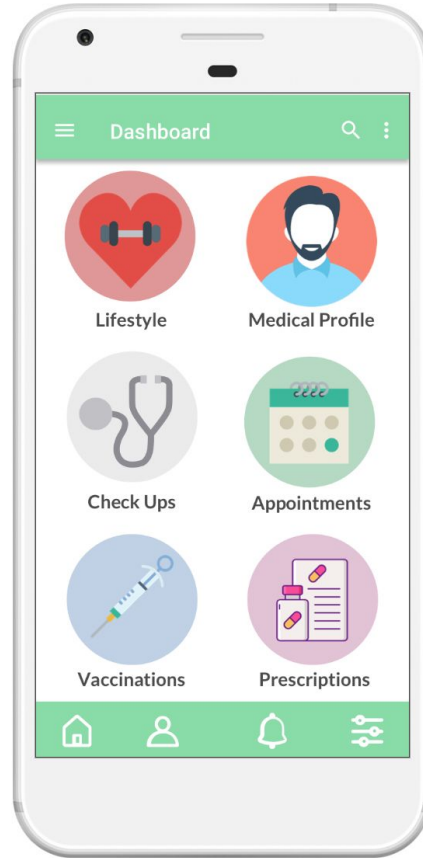 Dashboard
Lifestyle
Medical Profile
Check Ups
Appointments
Vaccinations
Prescriptions